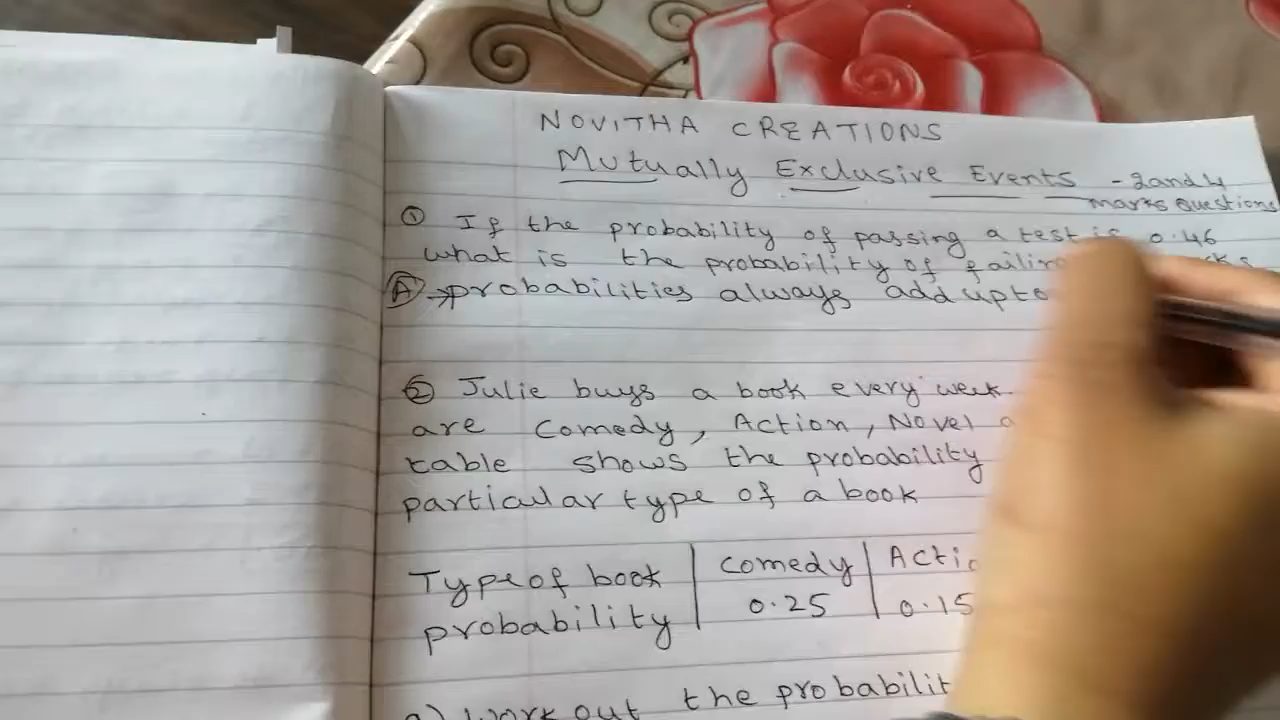 NOVITHA CREATIONS
Mutually Exclusive Events - 2 and 4
marks Questions
① If the probability of passing a test is 0.46
what is the probability of
Ⓐ → probabilities always add upto
② Julie buys a book every week
are Comedy, Action, Novel
table shows the probability
particular type of a book
Type of book | comedy |
probability | 0.25 | 0.15
a) Work out the